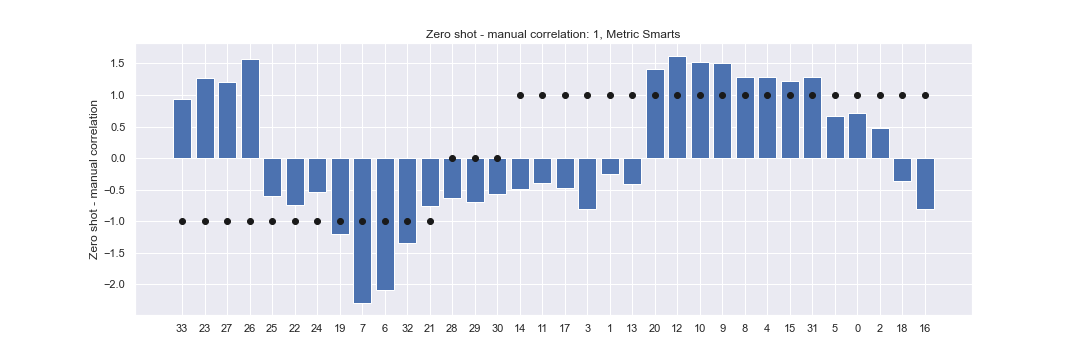 Zero shot - manual correlation: 1, Metric Smarts
Zero shot - manual correlation
1.5
1.0
0.5
0.0
−0.5
−1.0
−1.5
−2.0
33 23 27 26 25 22 24 19 7 6 32 21 28 29 30 14 11 17 3 1 13 20 12 10 9 8 4 15 31 5 0 2 18 16